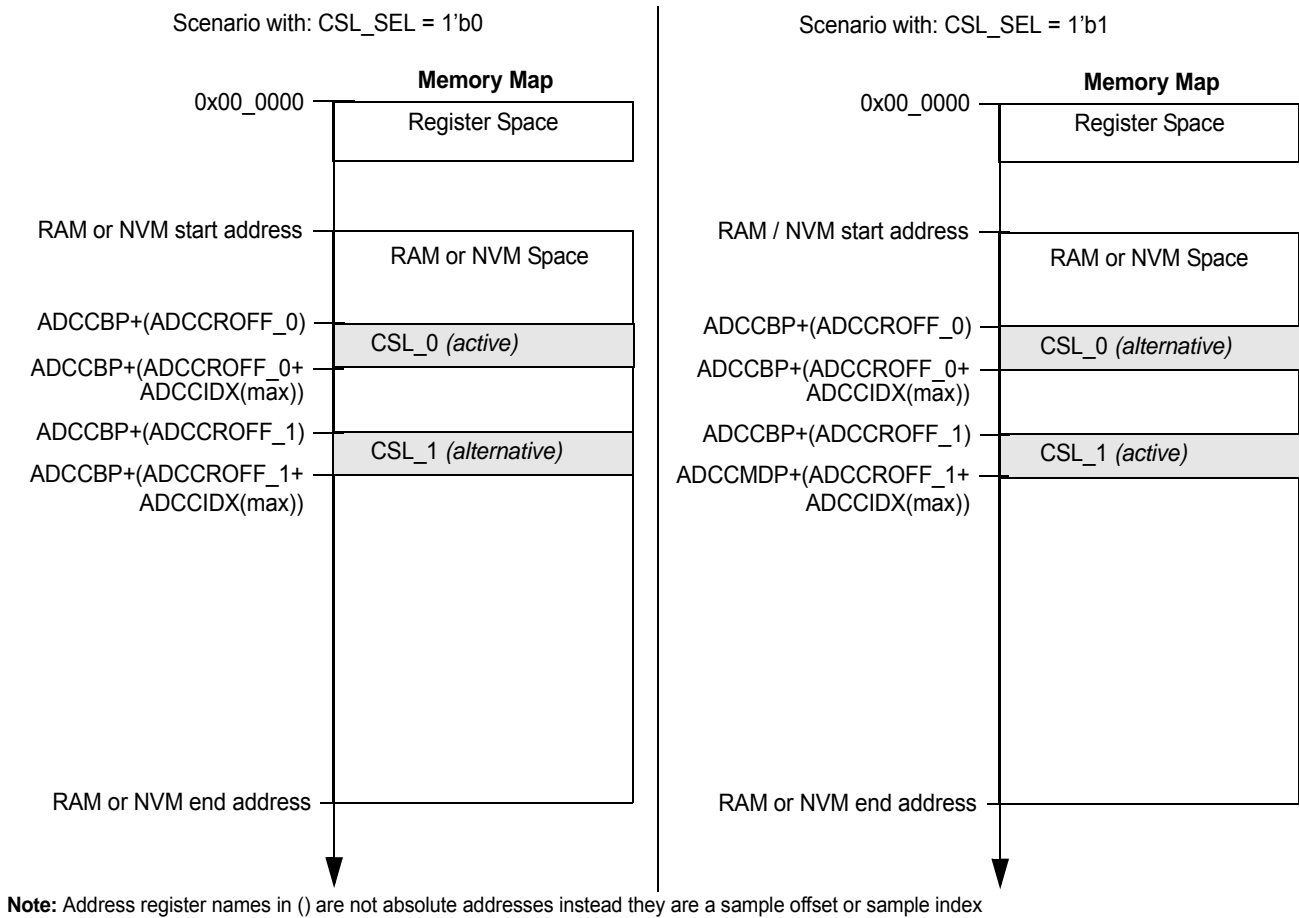 Scenario with: CSL_SEL = 1'b0
Memory Map
0x00_0000
Register Space
RAM or NVM start address
RAM or NVM Space
ADCCBP+(ADCCROFF_0)
CSL_0 (active)
ADCCBP+(ADCCROFF_0+
ADCCIDX(max))
ADCCBP+(ADCCROFF_1)
CSL_1 (alternative)
ADCCBP+(ADCCROFF_1+
ADCCIDX(max))
RAM or NVM end address
Scenario with: CSL_SEL = 1'b1
Memory Map
0x00_0000
Register Space
RAM / NVM start address
RAM or NVM Space
ADCCBP+(ADCCROFF_0)
CSL_0 (alternative)
ADCCBP+(ADCCROFF_0+
ADCCIDX(max))
ADCCBP+(ADCCROFF_1)
CSL_1 (active)
ADCCMDP+(ADCCROFF_1+
ADCCIDX(max))
RAM or NVM end address
Note: Address register names in () are not absolute addresses instead they are a sample offset or sample index